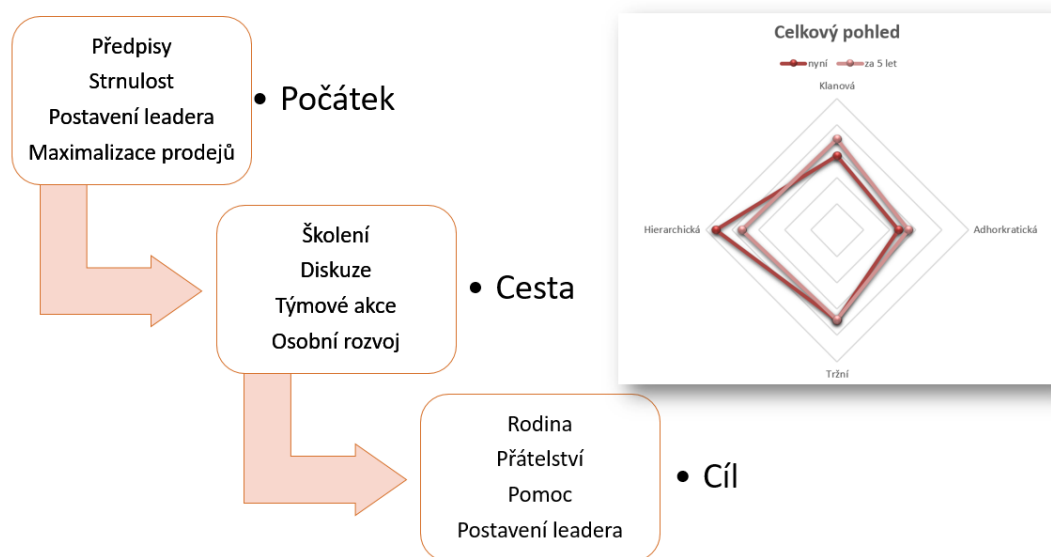 Předpisy
Strnulost
Postavení leadera
Maximalizace prodejů
• Počátek
Školení
Diskuze
Týmové akce
Osobní rozvoj
• Cesta
Rodina
Přátelství
Pomoc
Postavení leadera
• Cíl
Celkový pohled
nyní za 5 let
Klanová
Hierarchická
Adhorkratická
Tržní